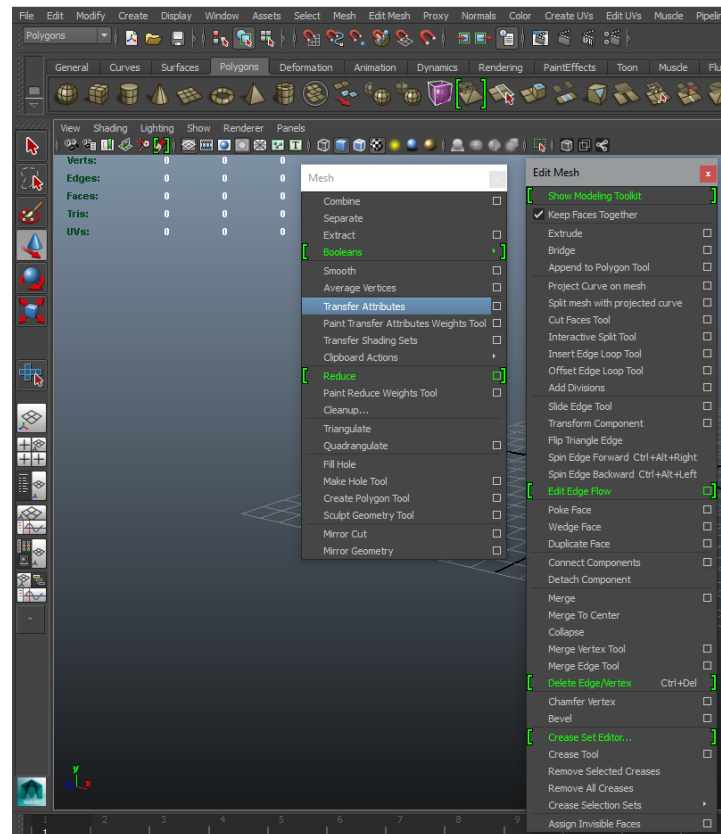 File Edit Modify Create Display Window Assets Select Mesh Edit Mesh Proxy Normals Color Create UVs Edit UVs Muscle Pipelin
Polygons
General Curves Surfaces Polygons Deformation Animation Dynamics Rendering PaintEffects Toon Muscle Flu
View Shading Lighting Show Renderer Panels
Verts: 0 0 0
Edges: 0 0 0
Faces: 0 0 0
Tris: 0 0 0
UVs: 0 0 0
Mesh
Combine
Separate
Extract
Booleans
Smooth
Average Vertices
Transfer Attributes
Paint Transfer Attributes Weights Tool
Transfer Shading Sets
Clipboard Actions
Reduce
Paint Reduce Weights Tool
Cleanup...
Triangulate
Quadrangulate
Fill Hole
Make Hole Tool
Create Polygon Tool
Sculpt Geometry Tool
Mirror Cut
Mirror Geometry
Edit Mesh x
Show Modeling Toolkit
Keep Faces Together
Extrude
Bridge
Append to Polygon Tool
Project Curve on mesh
Split mesh with projected curve
Cut Faces Tool
Interactive Split Tool
Insert Edge Loop Tool
Offset Edge Loop Tool
Add Divisions
Slide Edge Tool
Transform Component
Flip Triangle Edge
Spin Edge Forward Ctrl+Alt+Right
Spin Edge Backward Ctrl+Alt+Left
Edit Edge Flow
Poke Face
Wedge Face
Duplicate Face
Connect Components
Detach Component
Merge
Merge To Center
Collapse
Merge Vertex Tool
Merge Edge Tool
Delete Edge/Vertex Ctrl+Del
Chamfer Vertex
Bevel
Crease Set Editor...
Crease Tool
Remove Selected Creases
Remove All Creases
Crease Selection Sets
Assign Invisible Faces
y
x
1 2 3 4 5 6 7 8 9
1